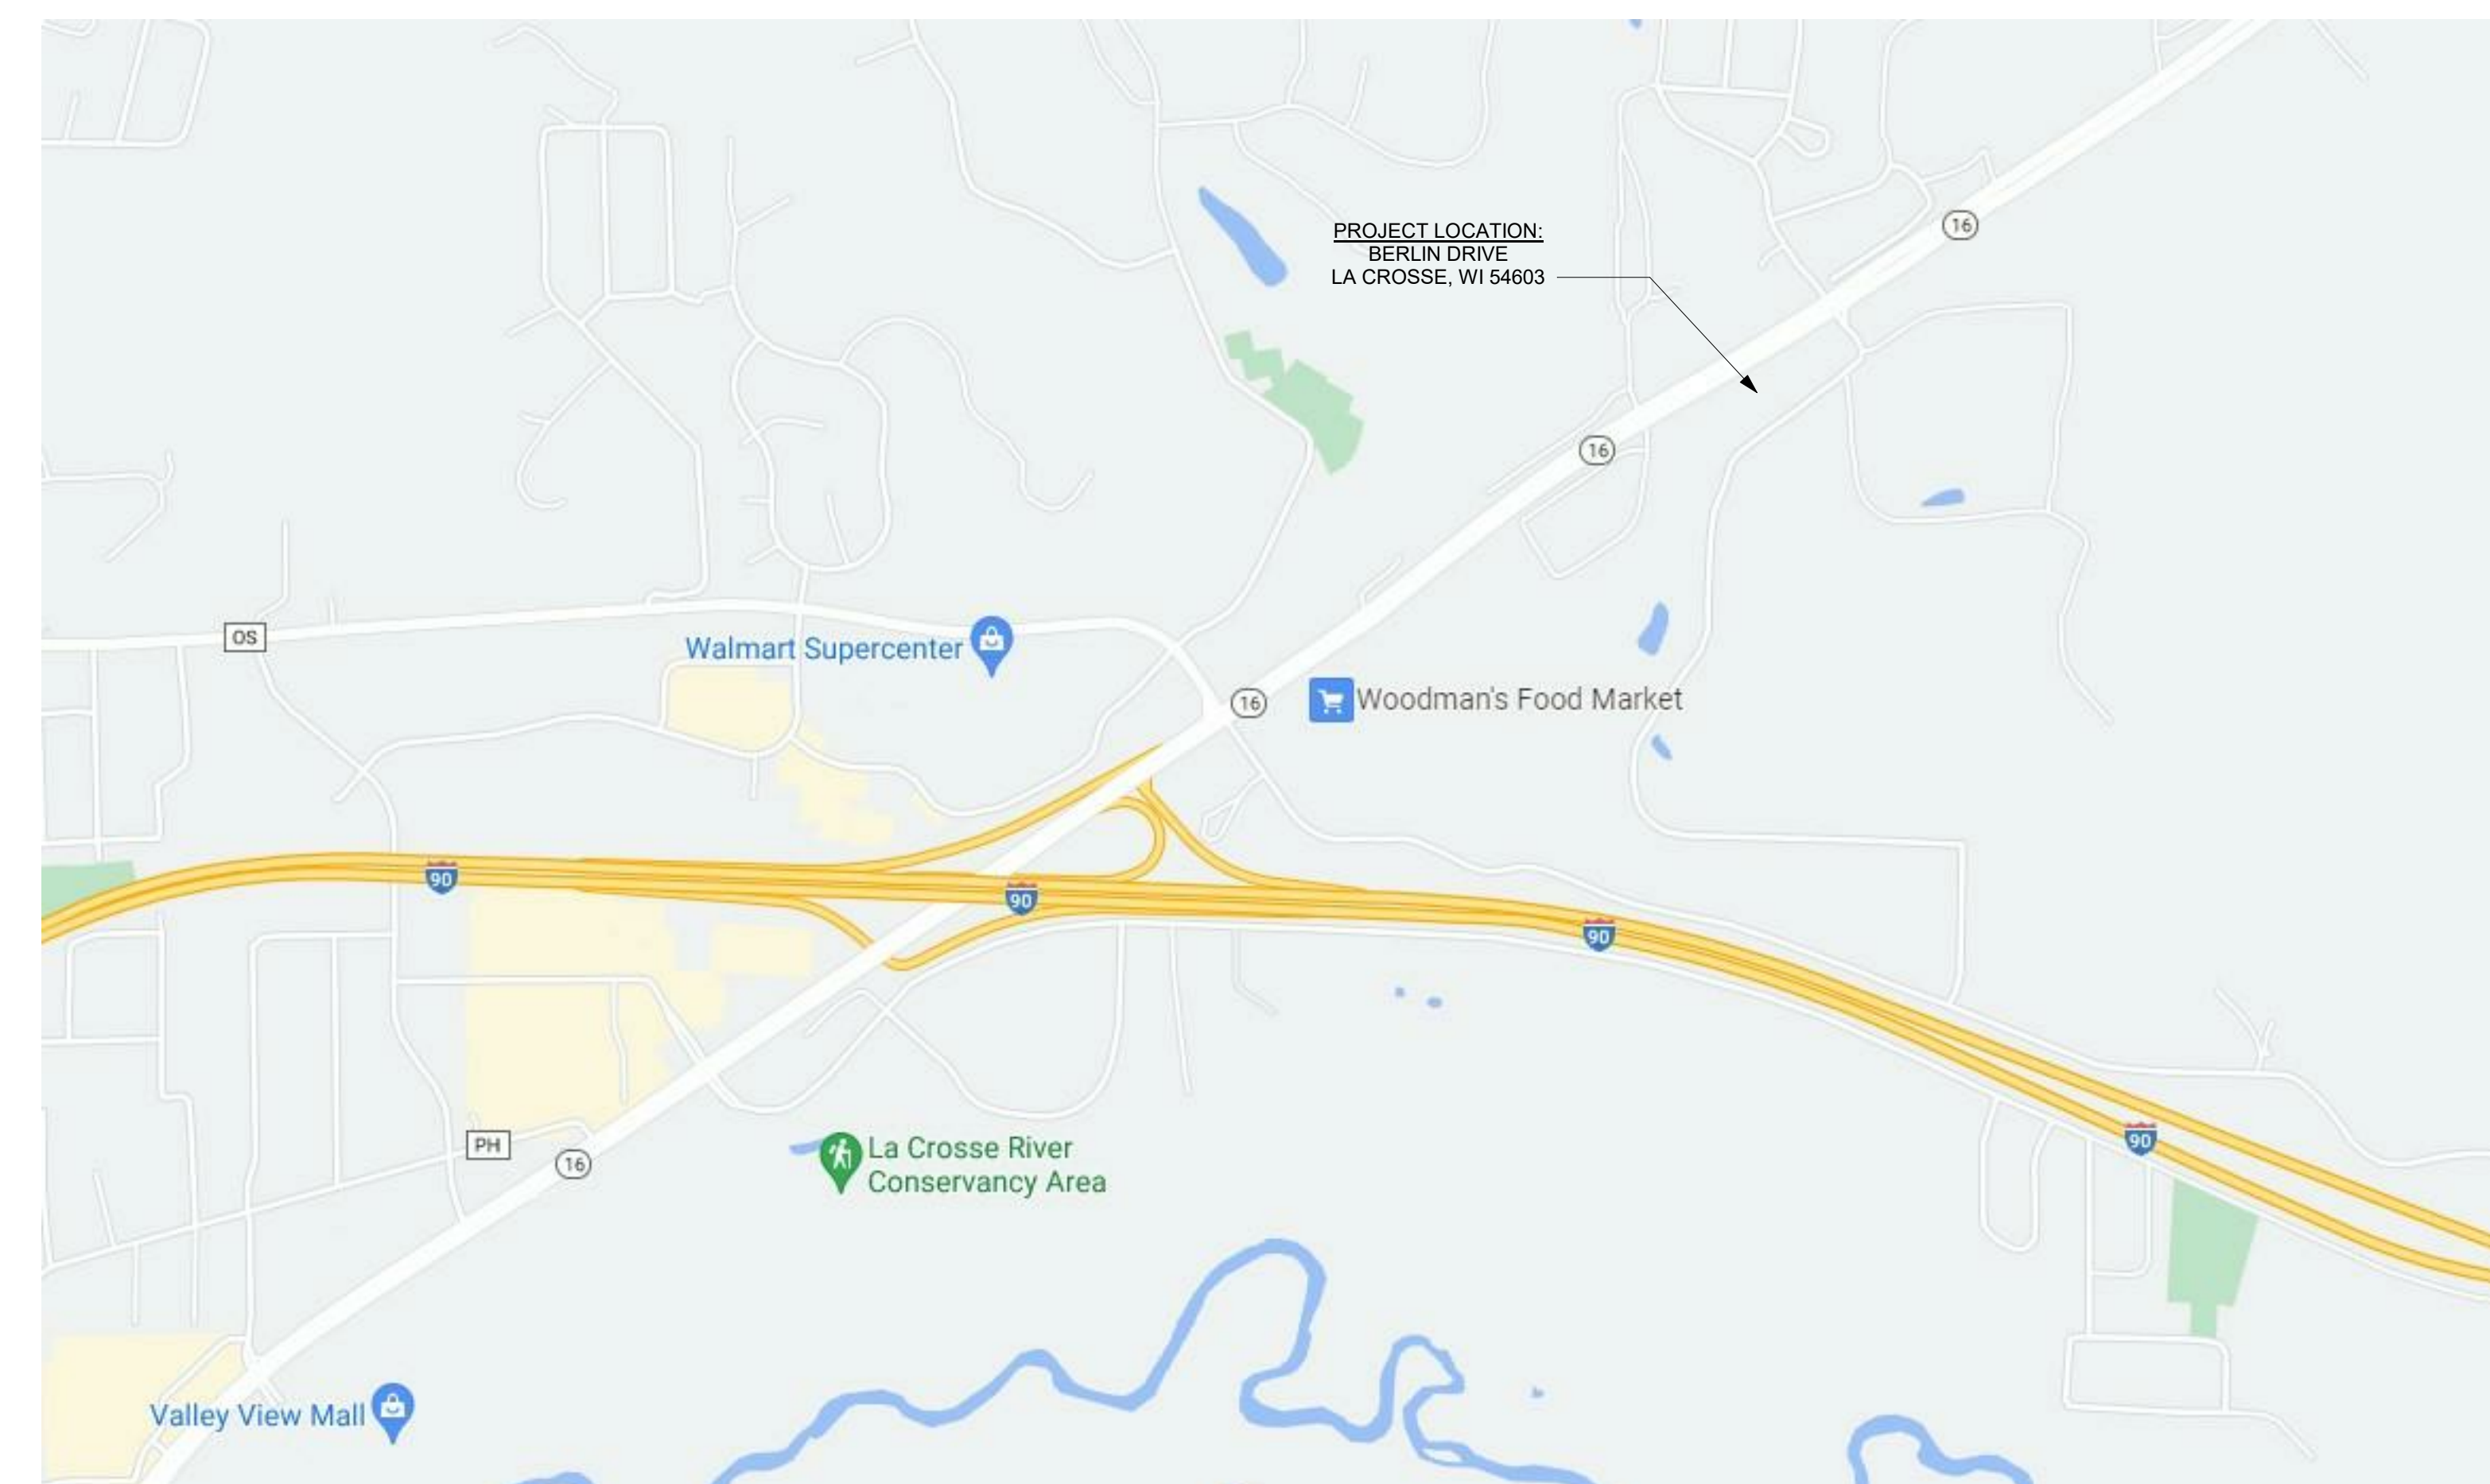 PROJECT LOCATION:
BERLIN DRIVE
LA CROSSE, WI 54603
16
16
OS
Walmart Supercenter
16
Woodman's Food Market
90
90
90
PH
16
La Crosse River
Conservancy Area
90
Valley View Mall